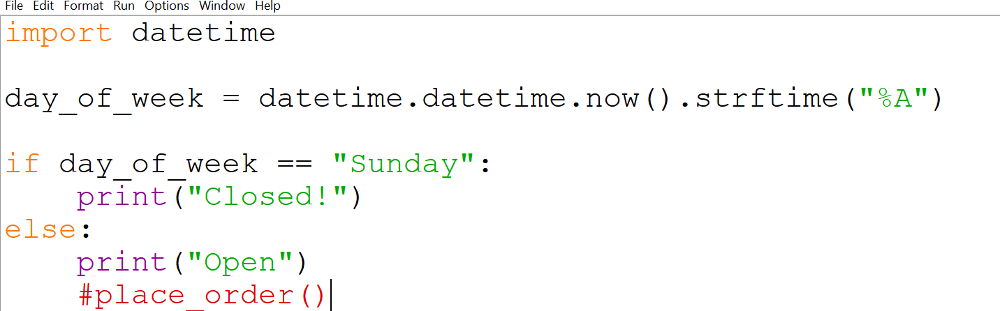 File Edit Format Run Options Window Help
import datetime
day_of_week = datetime.datetime.now().strftime("%A")
if day_of_week == "Sunday":
    print("Closed!")
else:
    print("Open")
    #place_order()